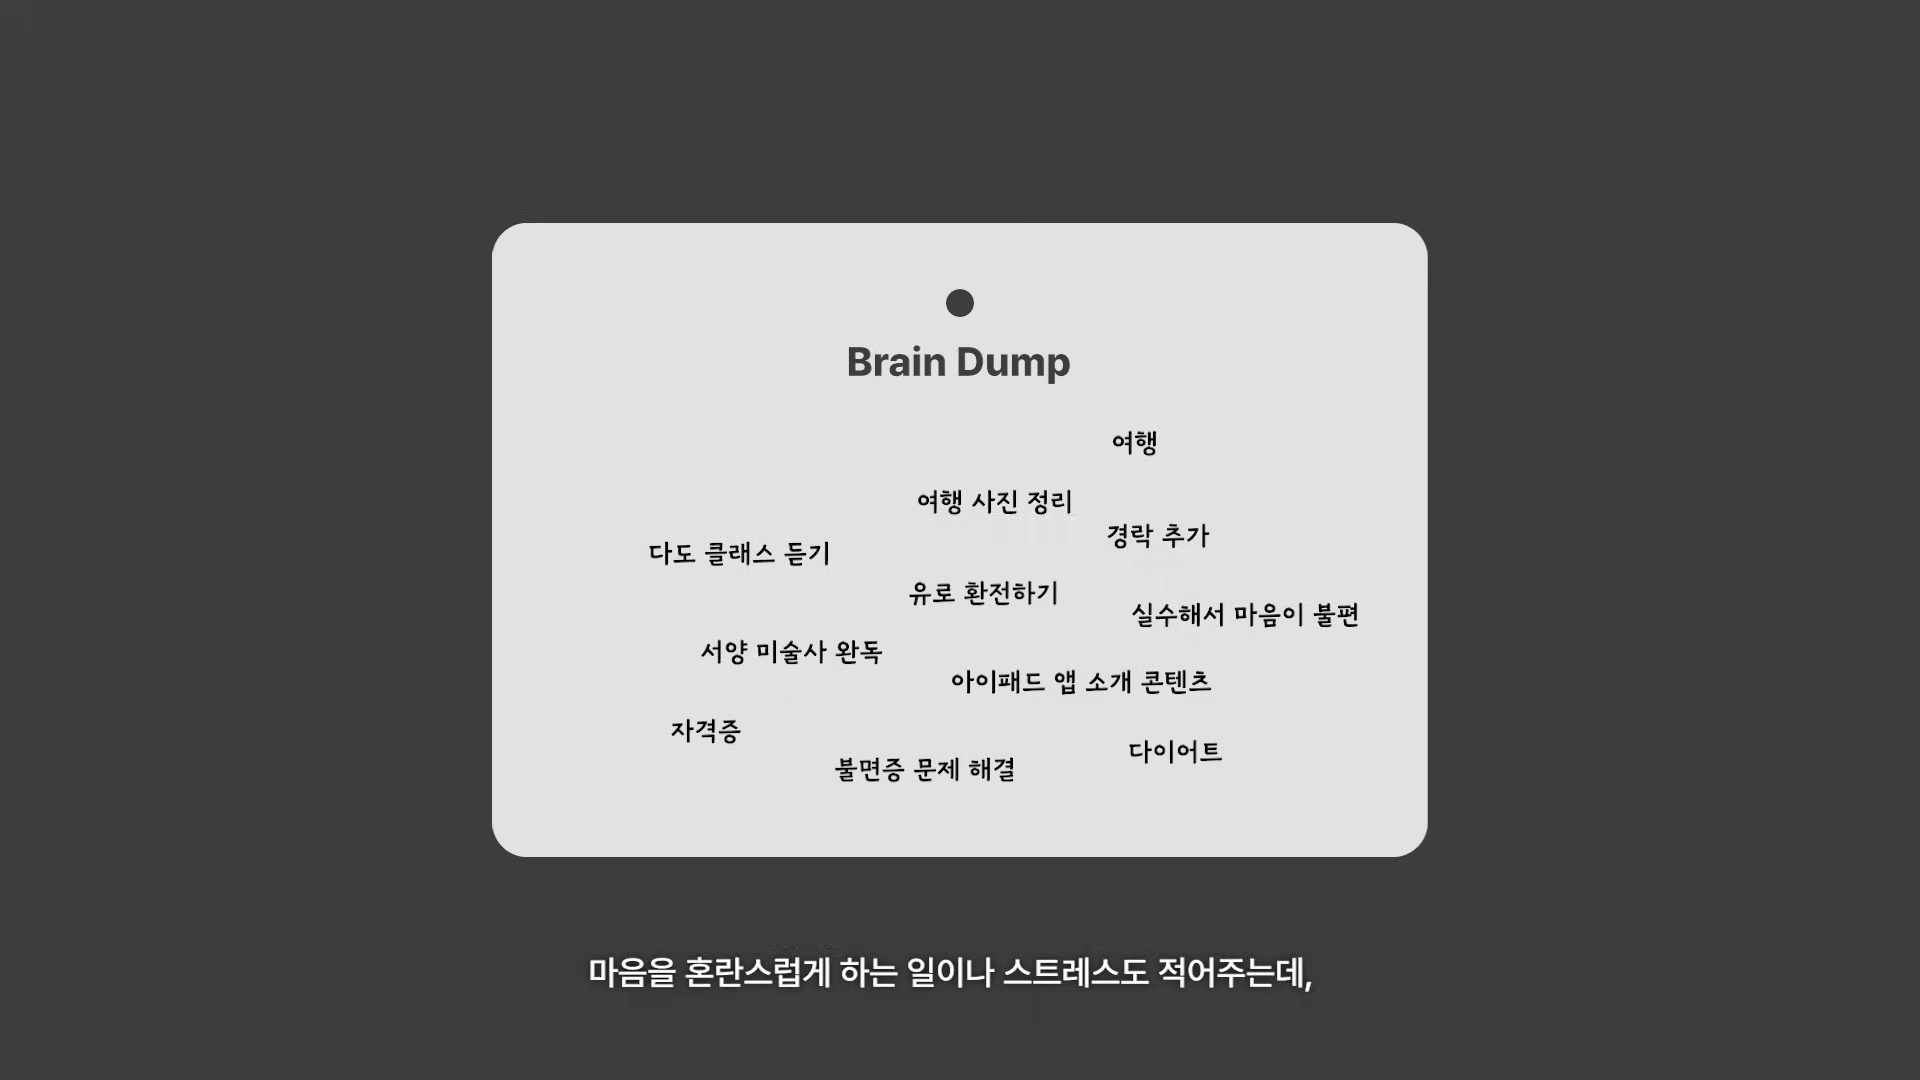 Brain Dump
여행
여행 사진 정리
경락 추가
다도 클래스 듣기
유로 환전하기
실수해서 마음이 불편
서양 미술사 완독
아이패드 앱 소개 콘텐츠
자격증
다이어트
불면증 문제 해결
마음을 혼란스럽게 하는 일이나 스트레스도 적어주는데,